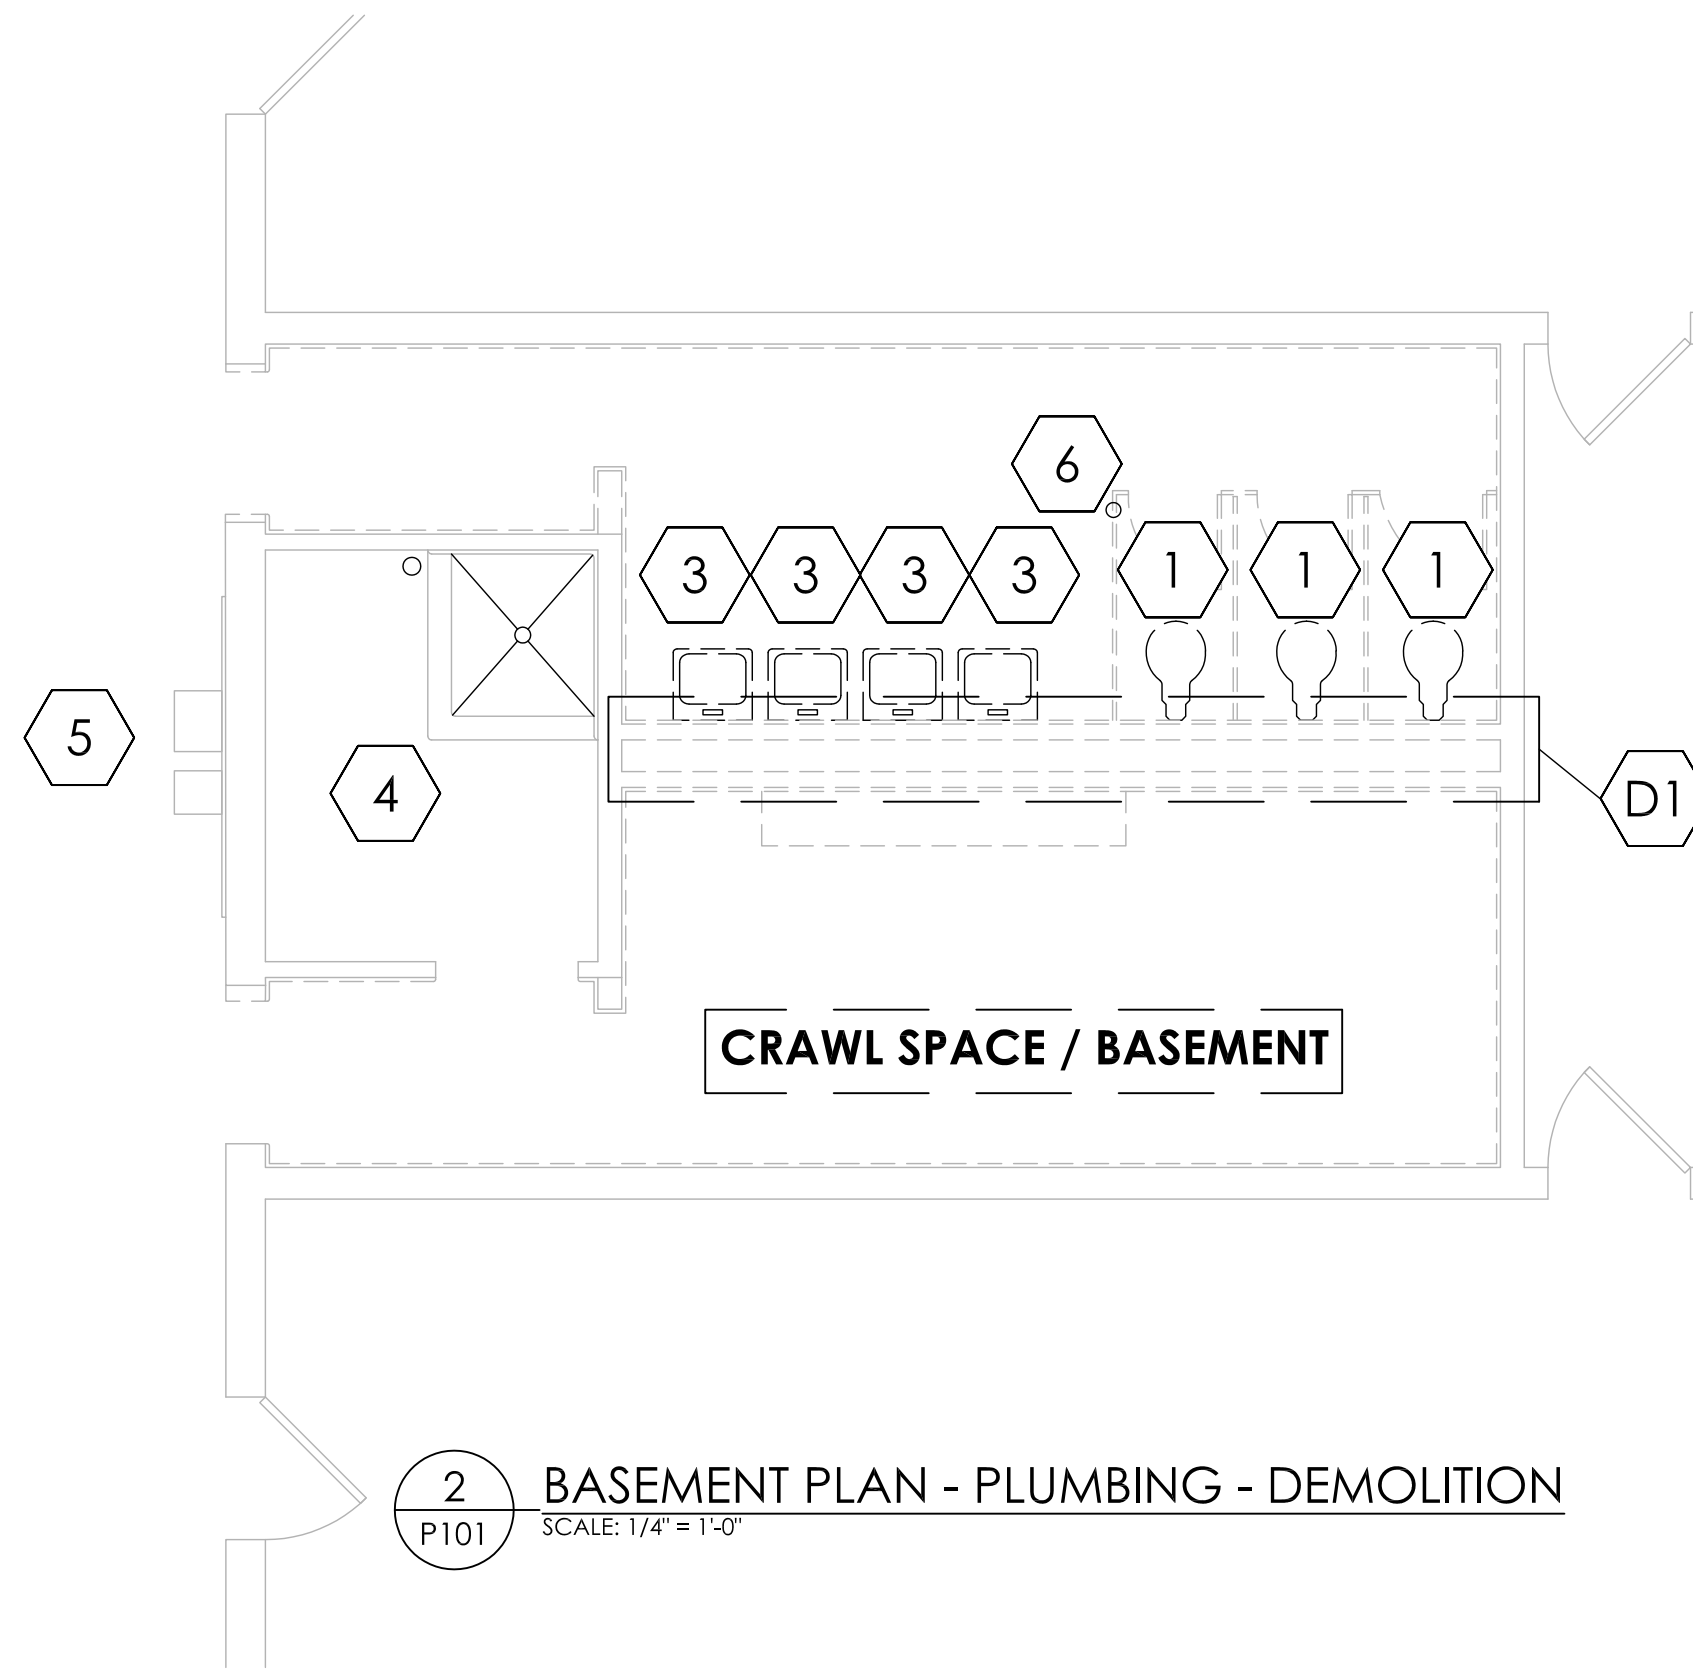 6
3 3 3 3 1 1 1
5
4
D1
CRAWL SPACE / BASEMENT
2
P101
BASEMENT PLAN - PLUMBING - DEMOLITION
SCALE: 1/4" = 1'-0"